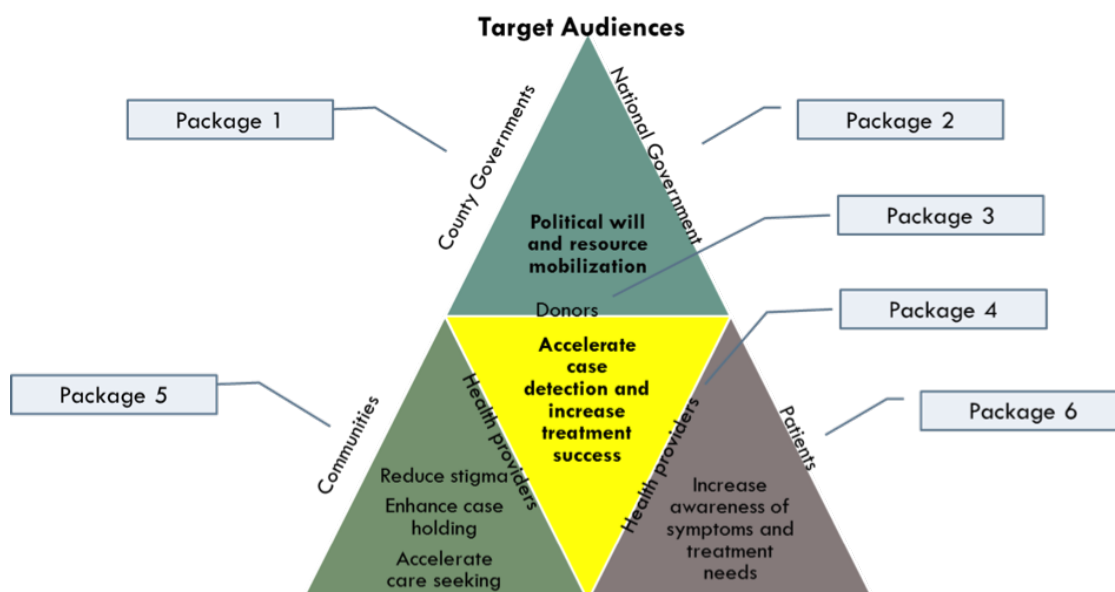 Target Audiences
Package 1
County Governments
National Government
Package 2
Political will
and resource
mobilization
Package 3
Donors
Package 4
Accelerate
case
detection and
increase
treatment
success
Package 5
Communities
Health providers
Health providers
Patients
Package 6
Reduce stigma
Enhance case
holding
Accelerate
care seeking
Increase
awareness of
symptoms and
treatment
needs